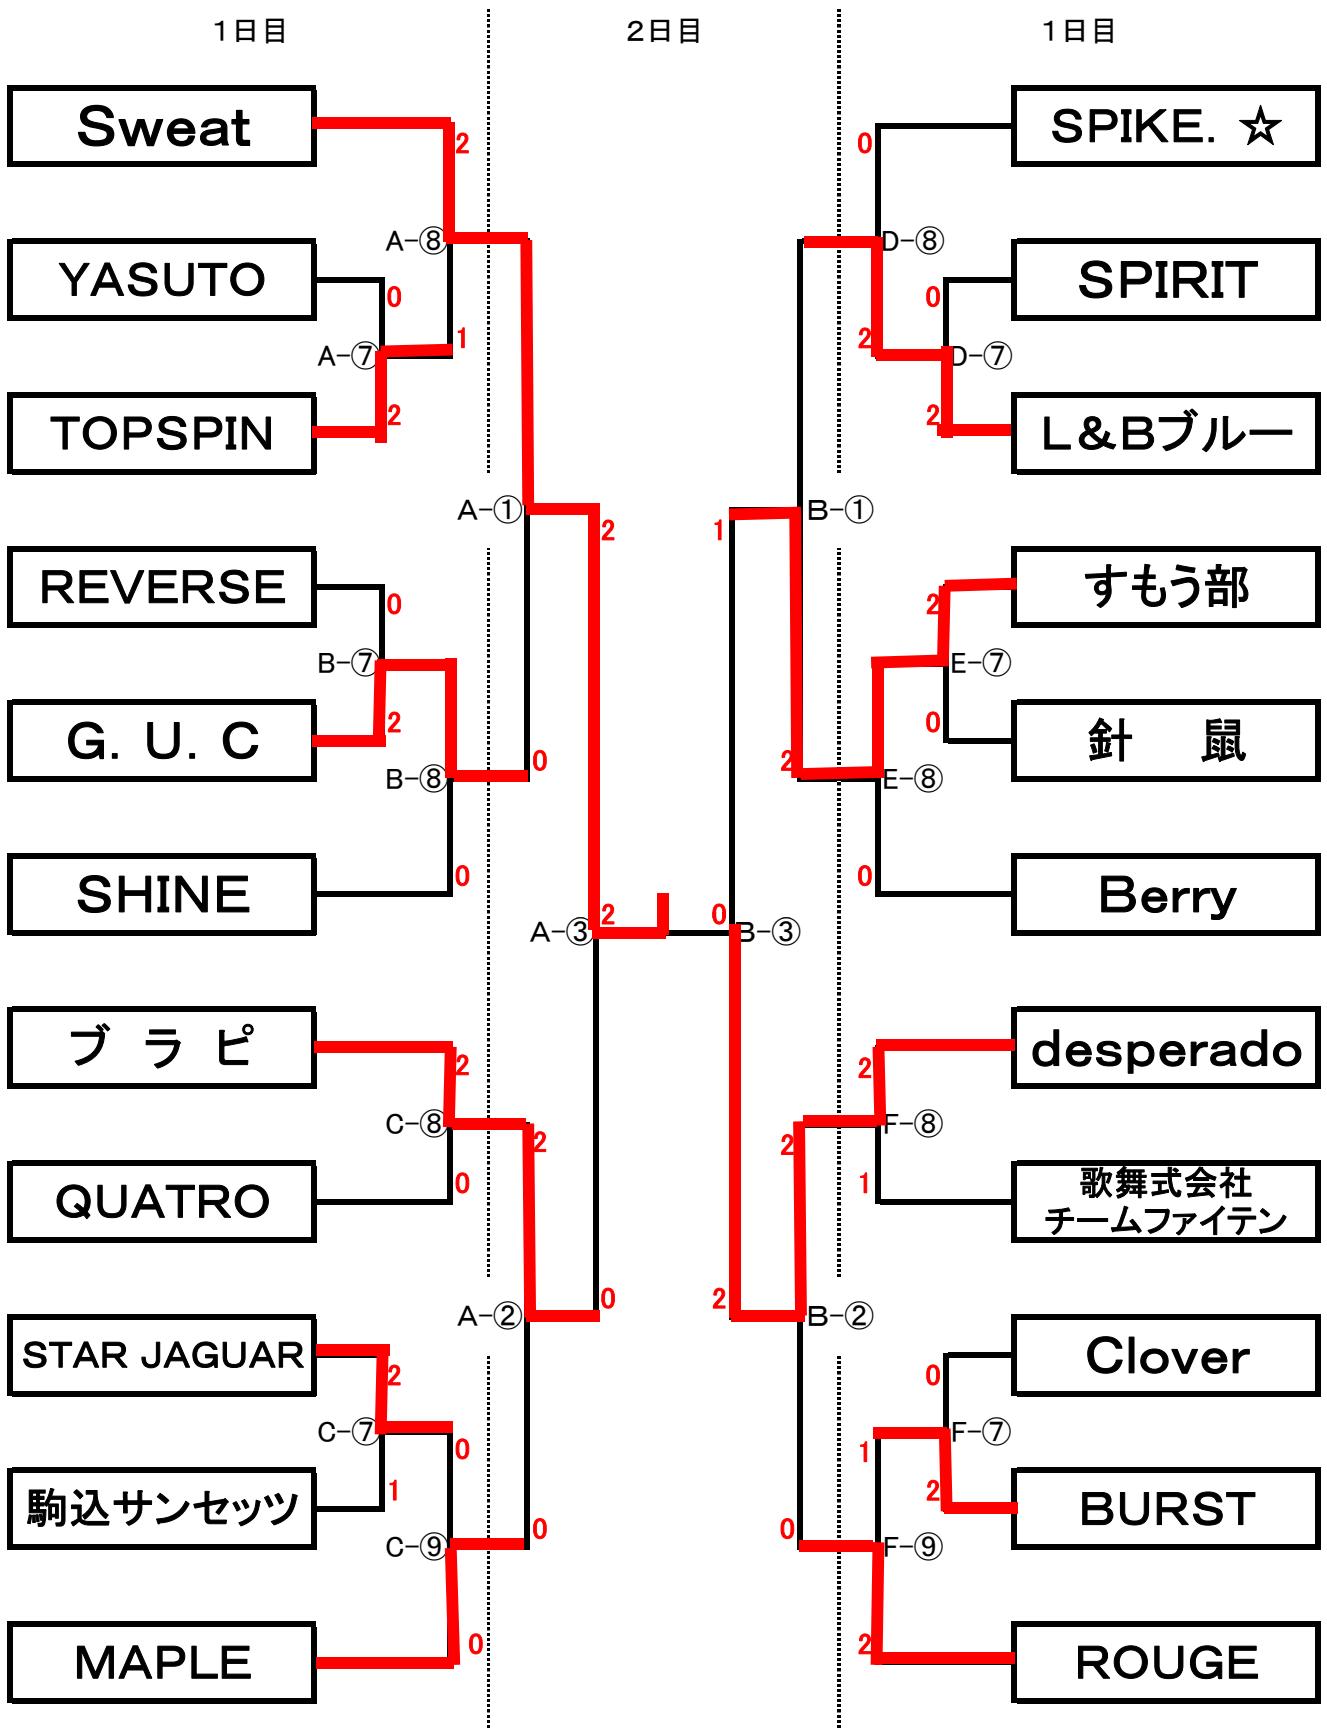 １日目
２日目
１日目
Sweat
2
0
SPIKE. ☆
A-⑧
D-⑧
YASUTO
0
0
SPIRIT
A-⑦
1
2
D-⑦
TOPSPIN
2
2
L&Bブルー
A-①
2
1
B-①
REVERSE
0
2
すもう部
B-⑦
E-⑦
G. U. C
2
0
針　鼠
B-⑧
0
2
E-⑧
SHINE
0
0
Berry
A-③
2
0
B-③
ブ ラ ピ
2
2
desperado
C-⑧
2
2
F-⑧
QUATRO
0
1
歌舞式会社
チームファイテン
A-②
0
2
B-②
STAR JAGUAR
2
0
Clover
C-⑦
0
1
F-⑦
駒込サンセッツ
1
2
BURST
C-⑨
0
0
F-⑨
MAPLE
0
2
ROUGE